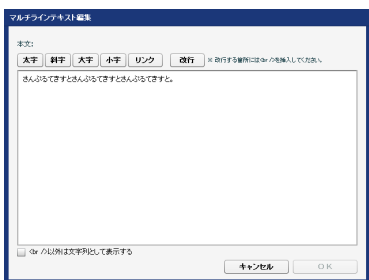 マルチラインテキスト編集
本文:
太字 斜字 大字 小字 リンク 改行 ※ 改行する箇所には<br />を挿入してください。
さんぷるてきすとさんぷるてきすとさんぷるてきすと。
<br />以外は文字列として表示する
キャンセル OK